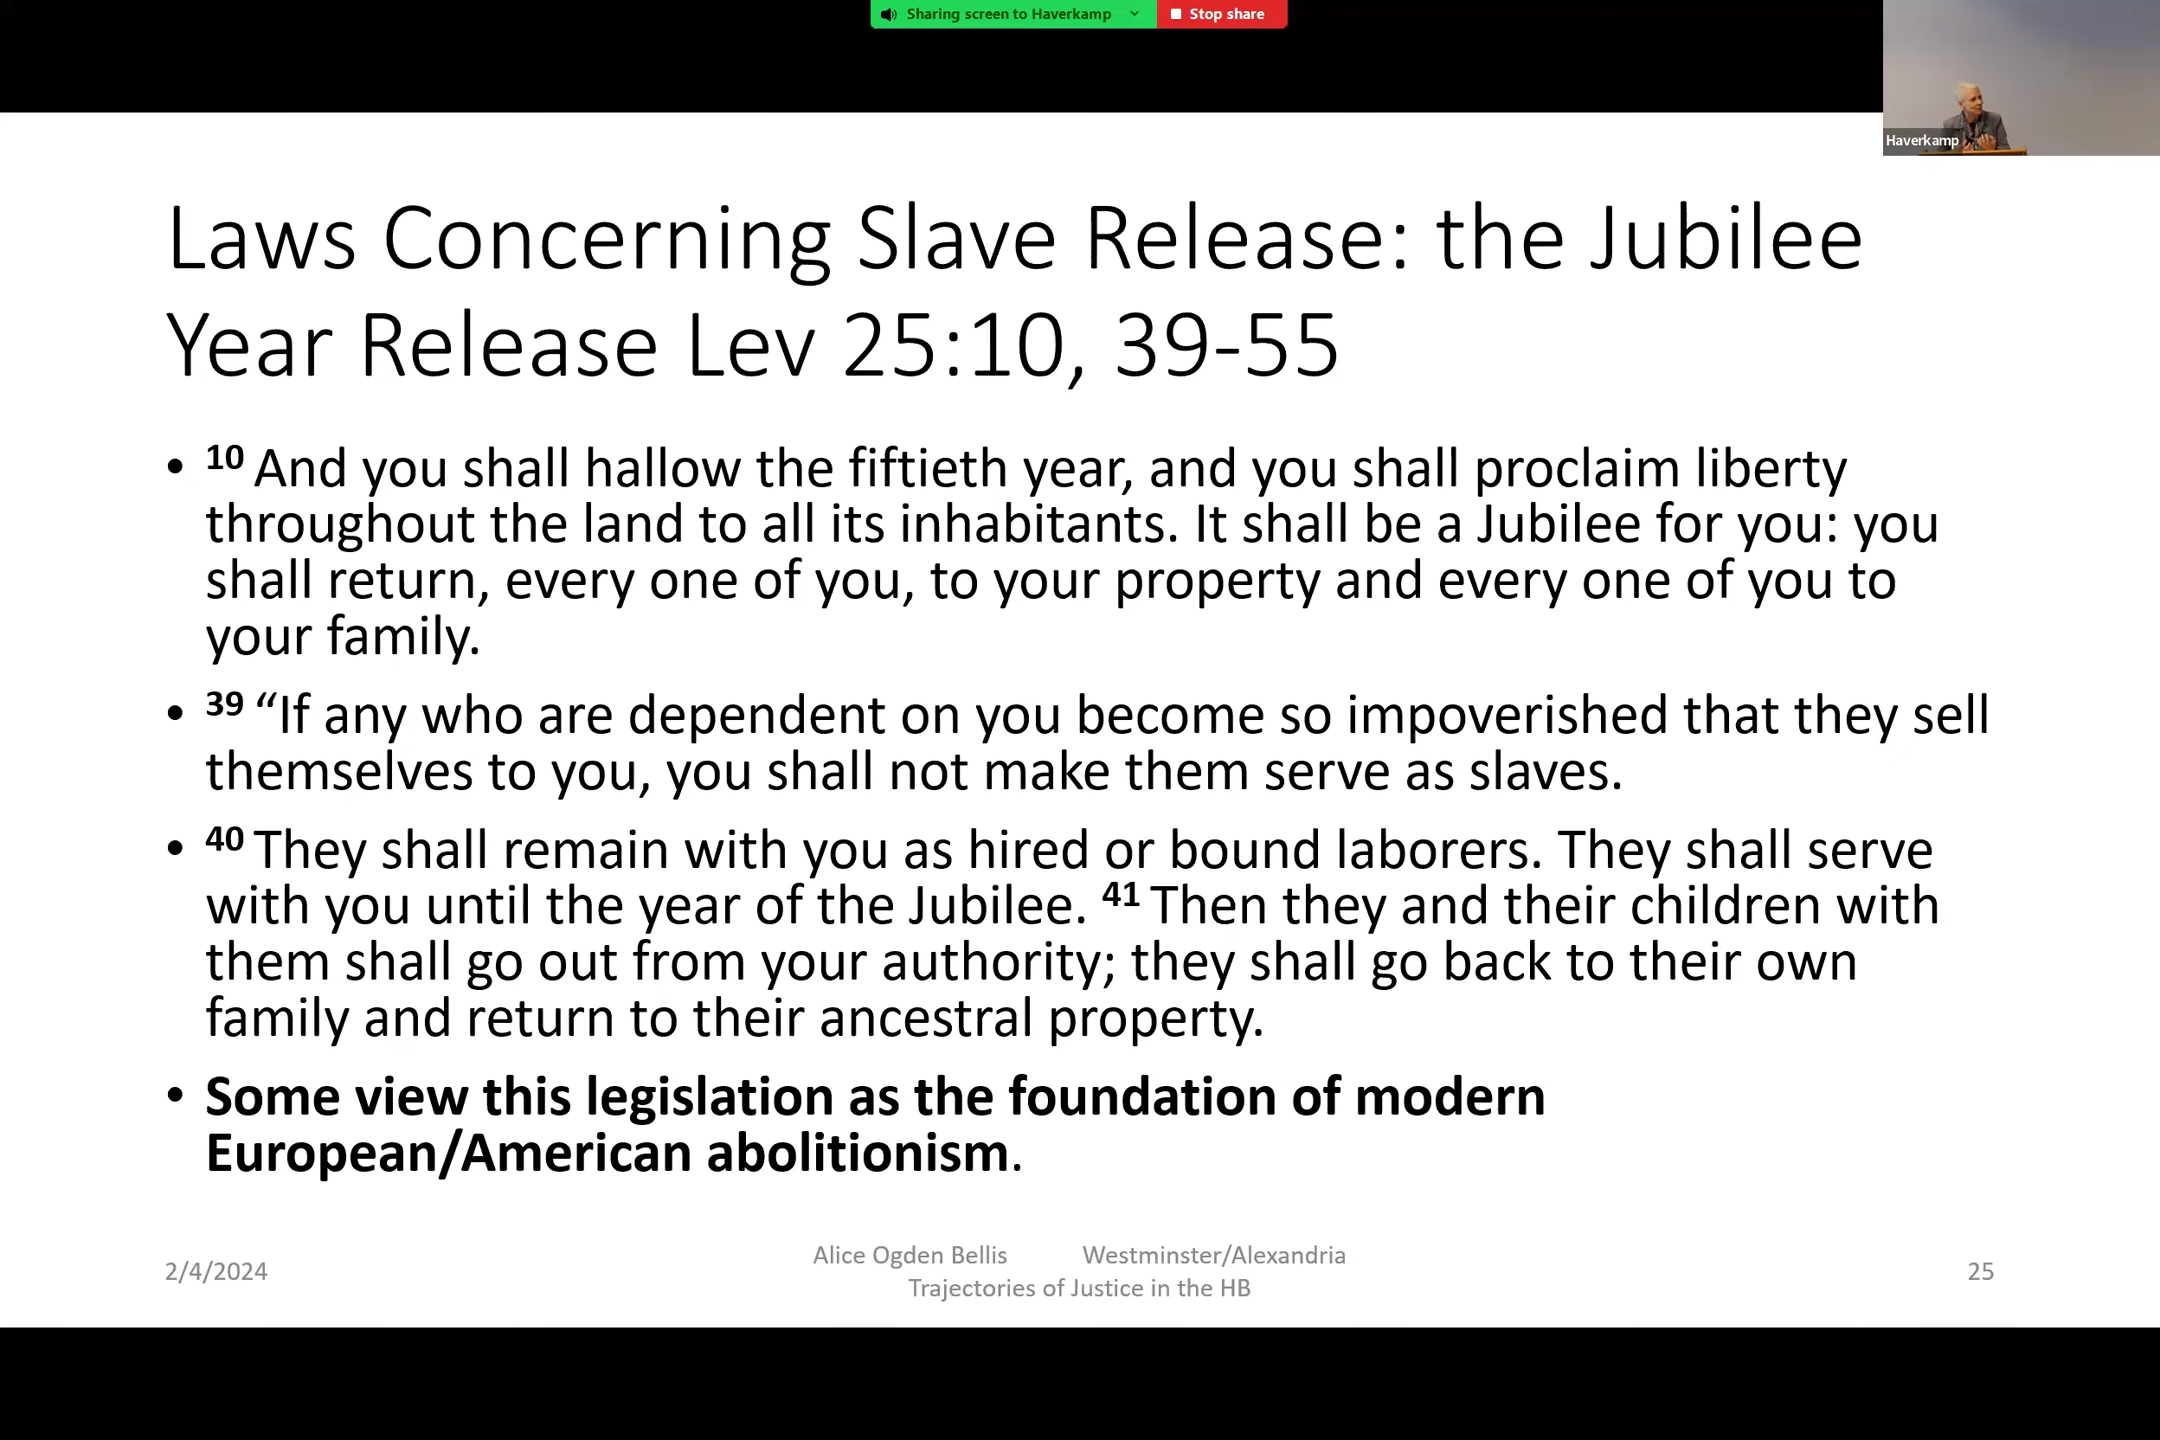 Sharing screen to Haverkamp
Stop share
Haverkamp
Laws Concerning Slave Release: the Jubilee
Year Release Lev 25:10, 39-55
• 10 And you shall hallow the fiftieth year, and you shall proclaim liberty
throughout the land to all its inhabitants. It shall be a Jubilee for you: you
shall return, every one of you, to your property and every one of you to
your family.
• 39 “If any who are dependent on you become so impoverished that they sell
themselves to you, you shall not make them serve as slaves.
• 40 They shall remain with you as hired or bound laborers. They shall serve
with you until the year of the Jubilee. 41 Then they and their children with
them shall go out from your authority; they shall go back to their own
family and return to their ancestral property.
• Some view this legislation as the foundation of modern
European/American abolitionism.
2/4/2024
Alice Ogden Bellis Westminster/Alexandria
Trajectories of Justice in the HB
25